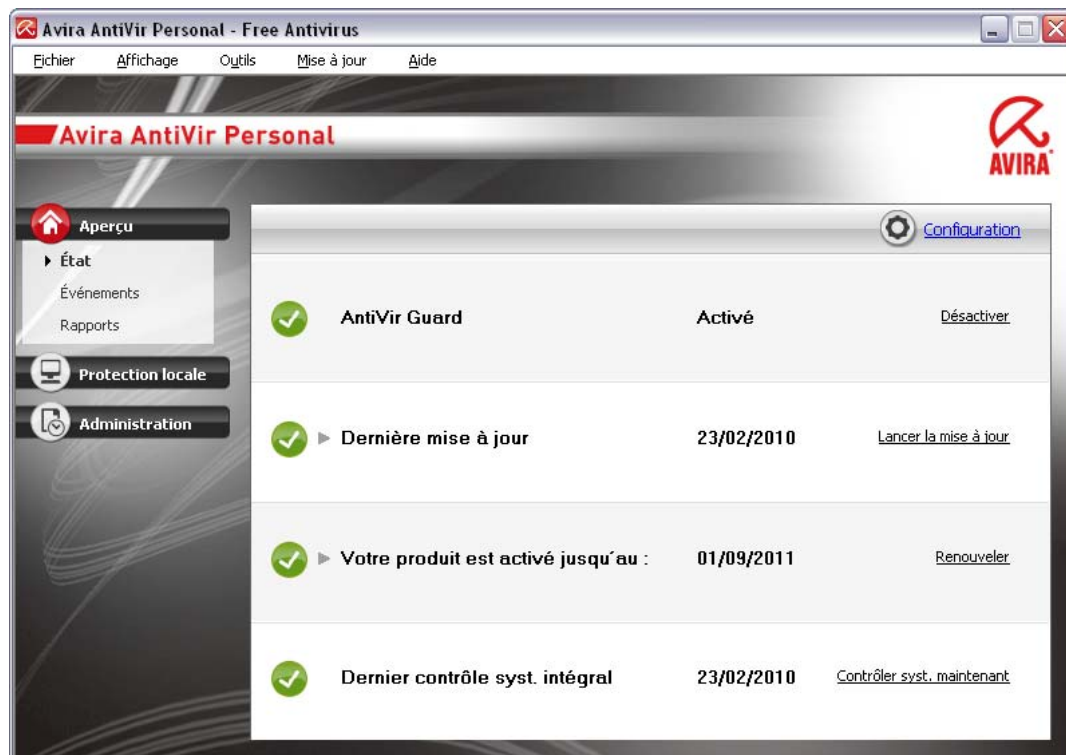 Avira AntiVir Personal - Free Antivirus
Fichier Affichage Outils Mise à jour Aide
Avira AntiVir Personal
AVIRA
Aperçu
État
Événements
Rapports
Protection locale
Administration
Configuration
AntiVir Guard Activé Désactiver
Dernière mise à jour 23/02/2010 Lancer la mise à jour
Votre produit est activé jusqu´au : 01/09/2011 Renouveler
Dernier contrôle syst. intégral 23/02/2010 Contrôler syst. maintenant